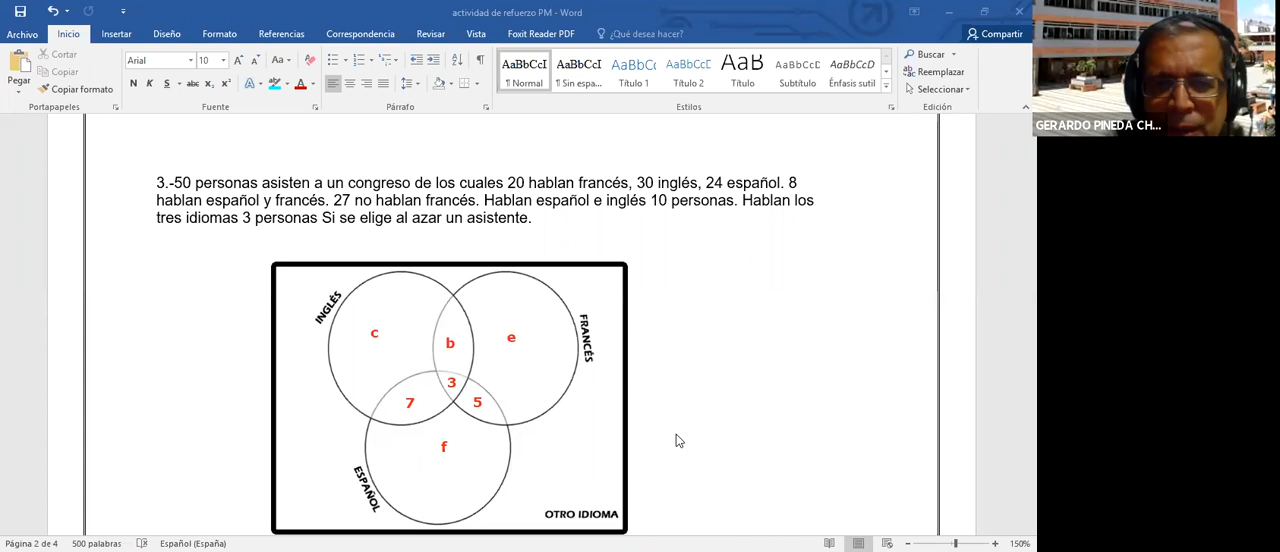 actividad de refuerzo PM - Word
Archivo Inicio Insertar Diseño Formato Referencias Correspondencia Revisar Vista Foxit Reader PDF ¿Qué desea hacer? Compartir
Pegar
Cortar
Copiar
Copiar formato
Arial 10
N K S
AaBbCcI AaBbCcI AaBbCc AaBbCcC AaBb AaBbCcC AaBbCcD
¶ Normal ¶ Sin espa... Título 1 Título 2 Título Subtítulo Énfasis sutil
Buscar
Reemplazar
Seleccionar
Portapapeles Fuente Párrafo Estilos Edición
GERARDO PINEDA CH...
3.-50 personas asisten a un congreso de los cuales 20 hablan francés, 30 inglés, 24 español. 8
hablan español y francés. 27 no hablan francés. Hablan español e inglés 10 personas. Hablan los
tres idiomas 3 personas Si se elige al azar un asistente.
INGLÉS
FRANCÉS
c
b
e
3
7
5
f
ESPAÑOL
OTRO IDIOMA
Página 2 de 4 500 palabras Español (España) 150%